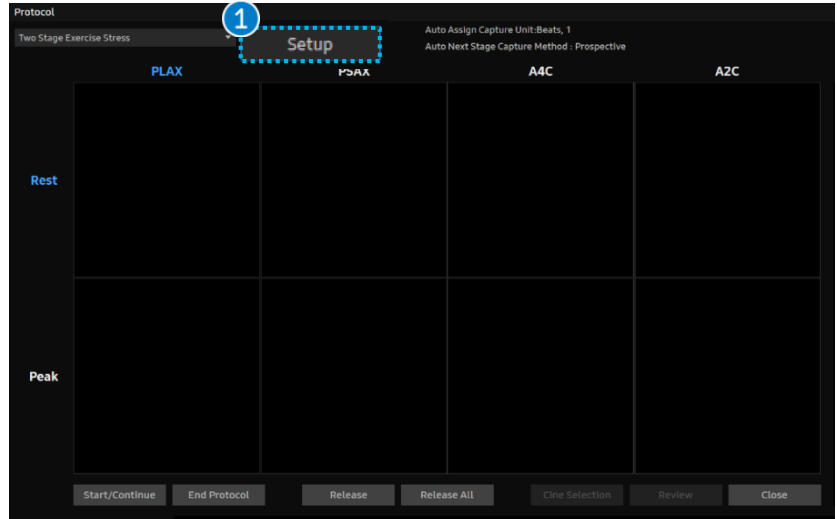 Protocol
1
Two Stage Exercise Stress
Setup
Auto Assign Capture Unit:Beats, 1
Auto Next Stage Capture Method : Prospective
PLAX PSAX A4C A2C
Rest
Peak
Start/Continue End Protocol Release Release All Cine Selection Review Close